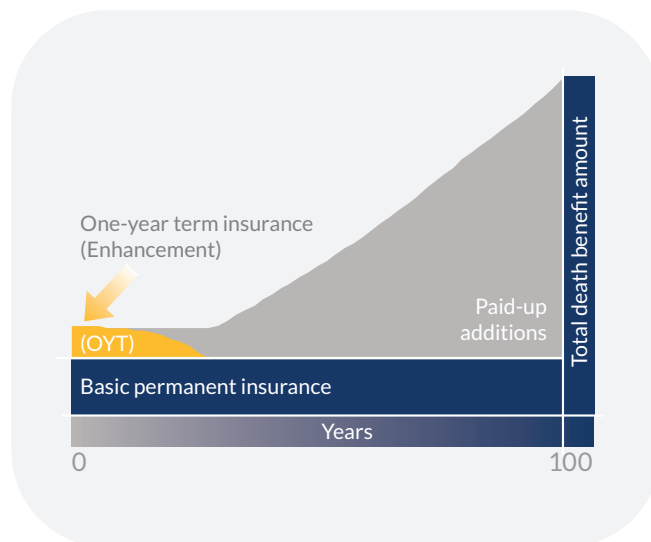 One-year term insurance
(Enhancement)
(OYT)
Paid-up
additions
Total death benefit amount
Basic permanent insurance
Years
0
100